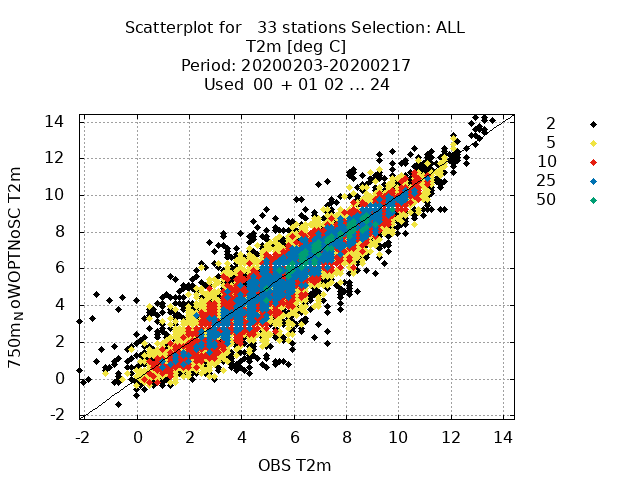 Scatterplot for 33 stations Selection: ALL
T2m [deg C]
Period: 20200203-20200217
Used 00 + 01 02 ... 24
14
12
10
8
6
4
2
0
-2
750m_NoWOPTNoSC T2m
-2 0 2 4 6 8 10 12 14
OBS T2m
2
5
10
25
50